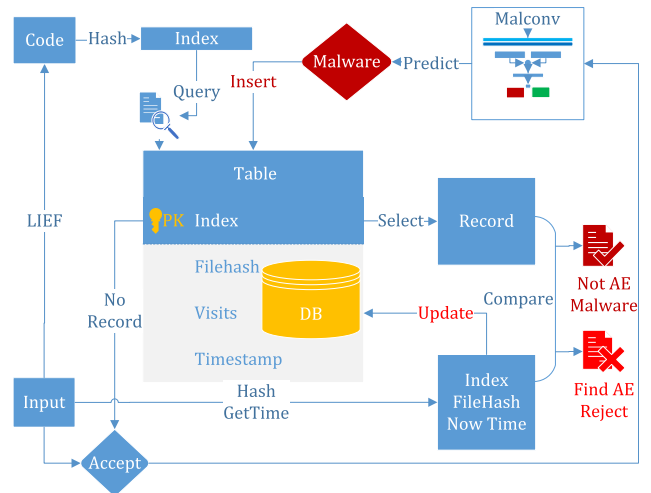 Malconv
Code
Hash
Index
Malware
Predict
Query
Insert
Table
LIEF
PK
Index
Select
Record
Filehash
Not AE
Malware
No
Record
Visits
DB
Update
Compare
Timestamp
Find AE
Reject
Input
Hash
GetTime
Index
FileHash
Now Time
Accept